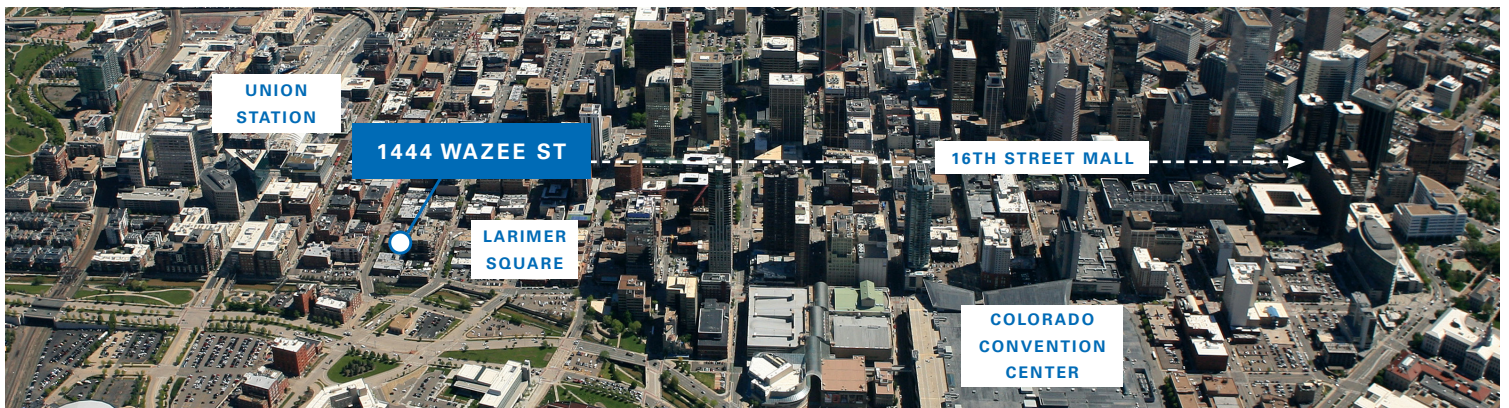 UNION
STATION
1444 WAZEE ST
16TH STREET MALL
LARIMER
SQUARE
COLORADO
CONVENTION
CENTER